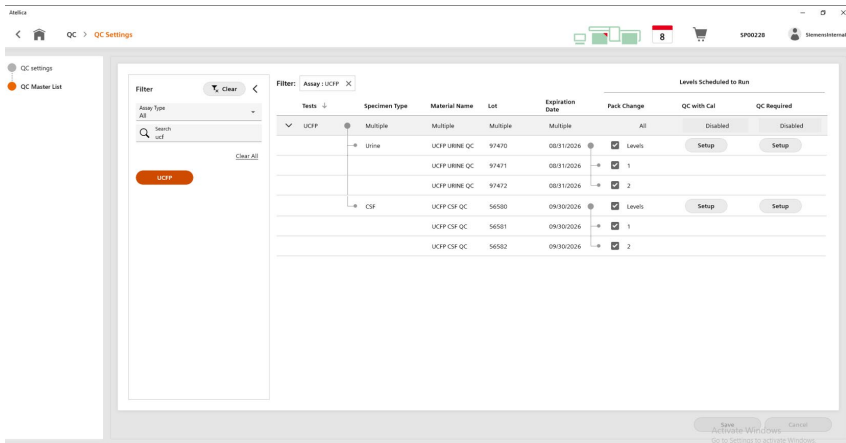 Atellica
QC > QC Settings
8
SP00228
SiemensInternal
QC settings
QC Master List
Filter
Clear
Assay Type
All
Search
ucf
Clear All
UCFP
Filter: Assay : UCFP
Levels Scheduled to Run
Tests Specimen Type Material Name Lot Expiration Date Pack Change QC with Cal QC Required
UCFP Multiple Multiple Multiple Multiple All Disabled Disabled
Urine UCFP URINE QC 97470 08/31/2026 Levels Setup Setup
UCFP URINE QC 97471 08/31/2026 1
UCFP URINE QC 97472 08/31/2026 2
CSF UCFP CSF QC 56580 09/30/2026 Levels Setup Setup
UCFP CSF QC 56581 09/30/2026 1
UCFP CSF QC 56582 09/30/2026 2
Save Cancel
Activate Windows
Go to Settings to activate Windows.